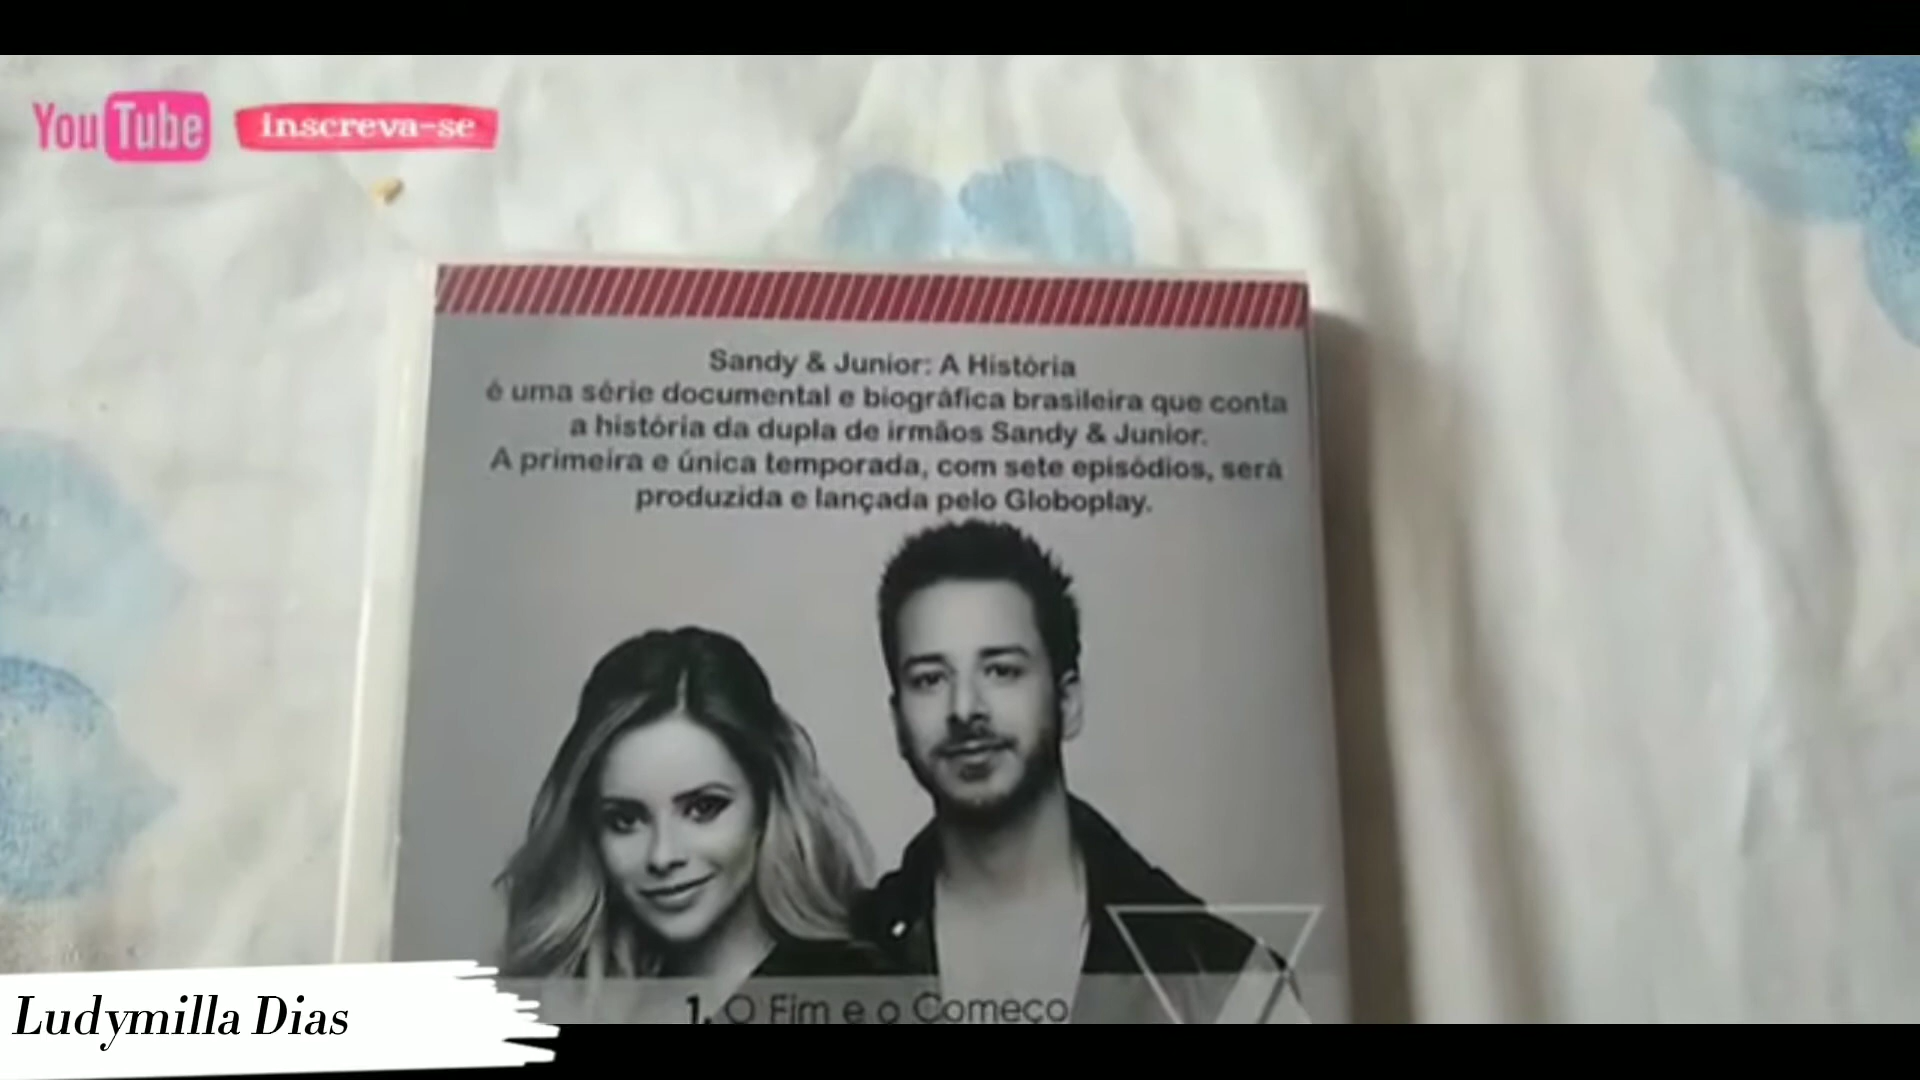 YouTube inscreva-se
Sandy & Junior: A História
é uma série documental e biográfica brasileira que conta
a história da dupla de irmãos Sandy & Junior.
A primeira e única temporada, com sete episódios, será
produzida e lançada pelo Globoplay.
1. O Fim e o Começo
Ludymilla Dias